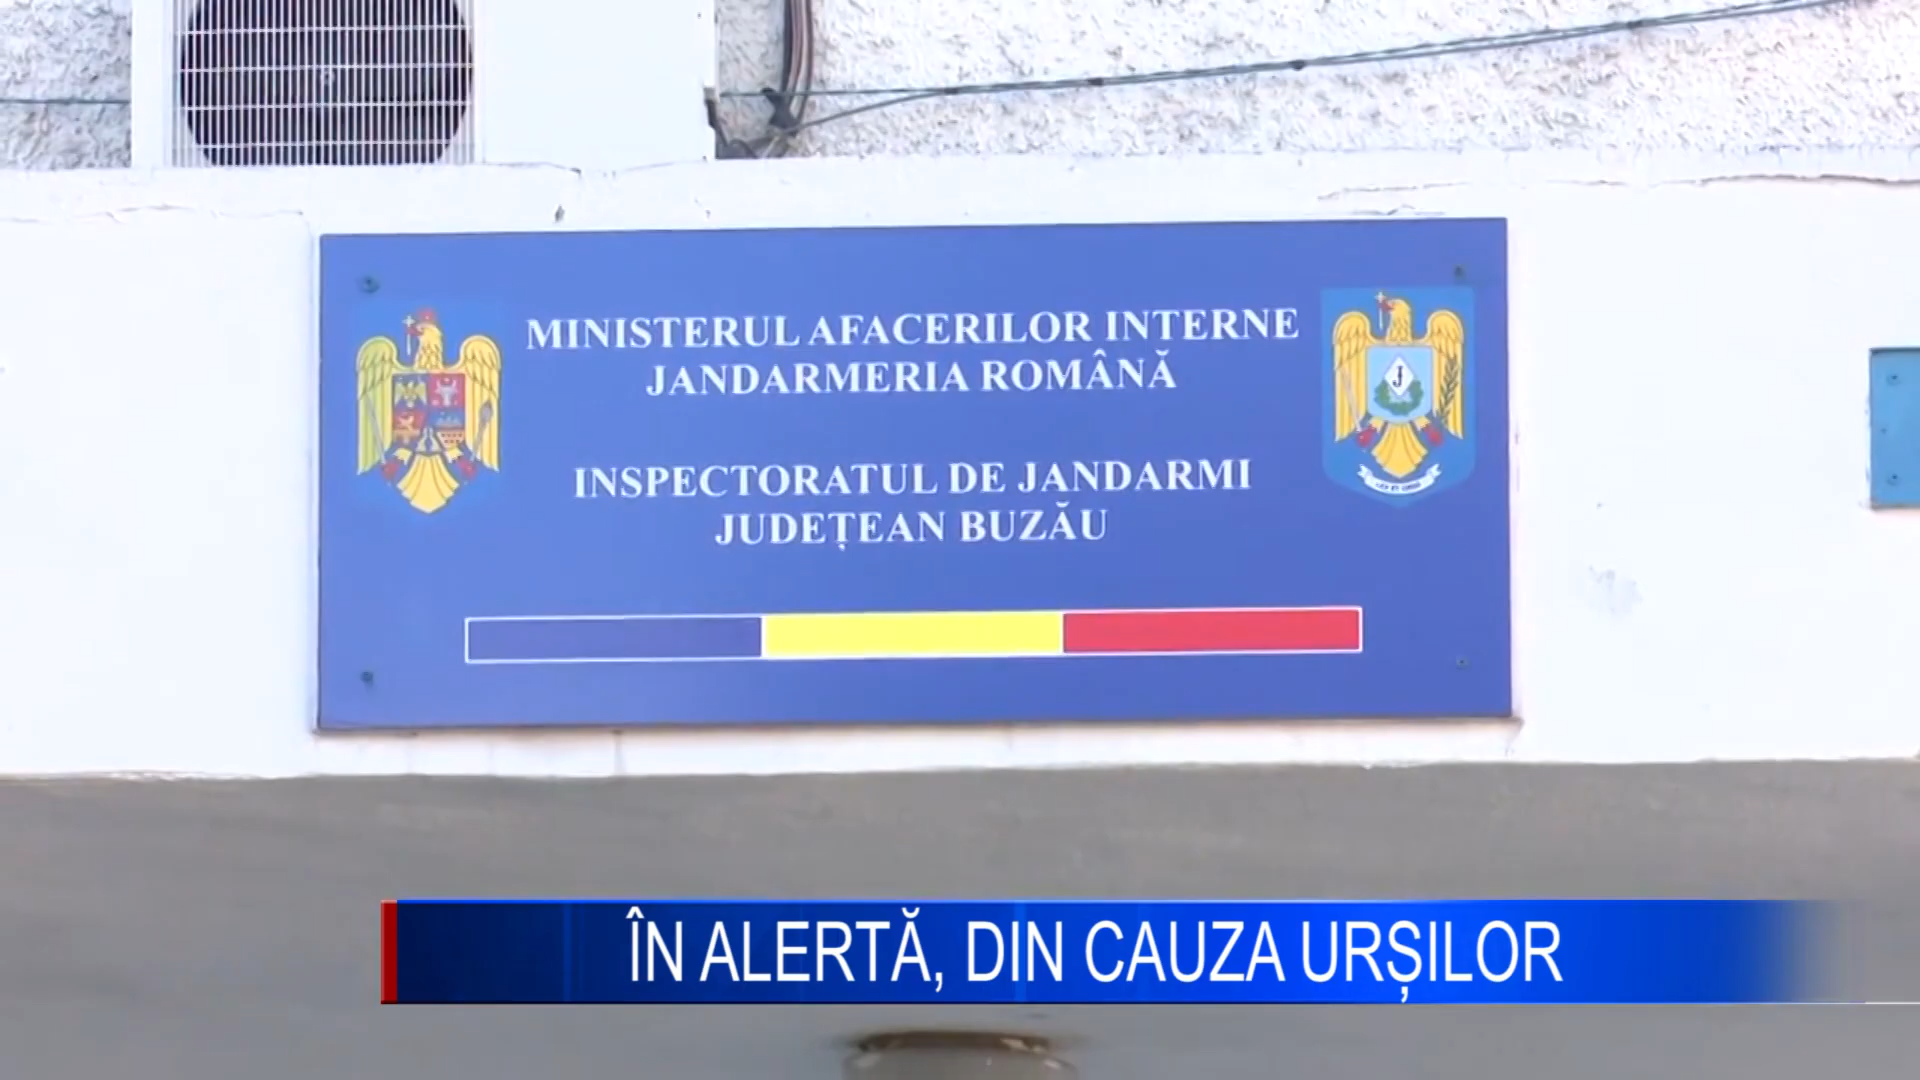 MINISTERUL AFACERILOR INTERNE
JANDARMERIA ROMÂNĂ
INSPECTORATUL DE JANDARMI
JUDEȚEAN BUZĂU
J
ÎN ALERTĂ, DIN CAUZA URȘILOR